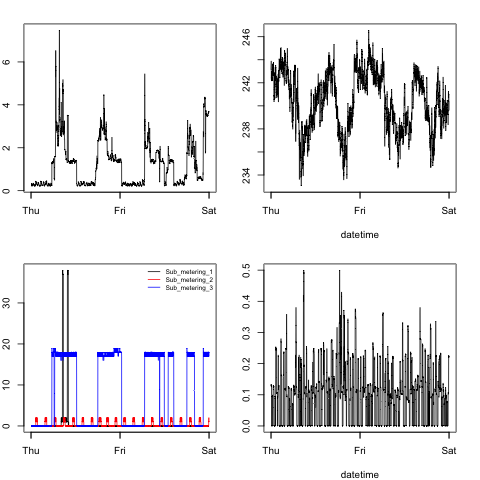 0 2 4 6
Thu Fri Sat
234 238 242 246
Thu Fri Sat
datetime
0 10 20 30
Sub_metering_1
Sub_metering_2
Sub_metering_3
Thu Fri Sat
0.0 0.1 0.2 0.3 0.4 0.5
Thu Fri Sat
datetime